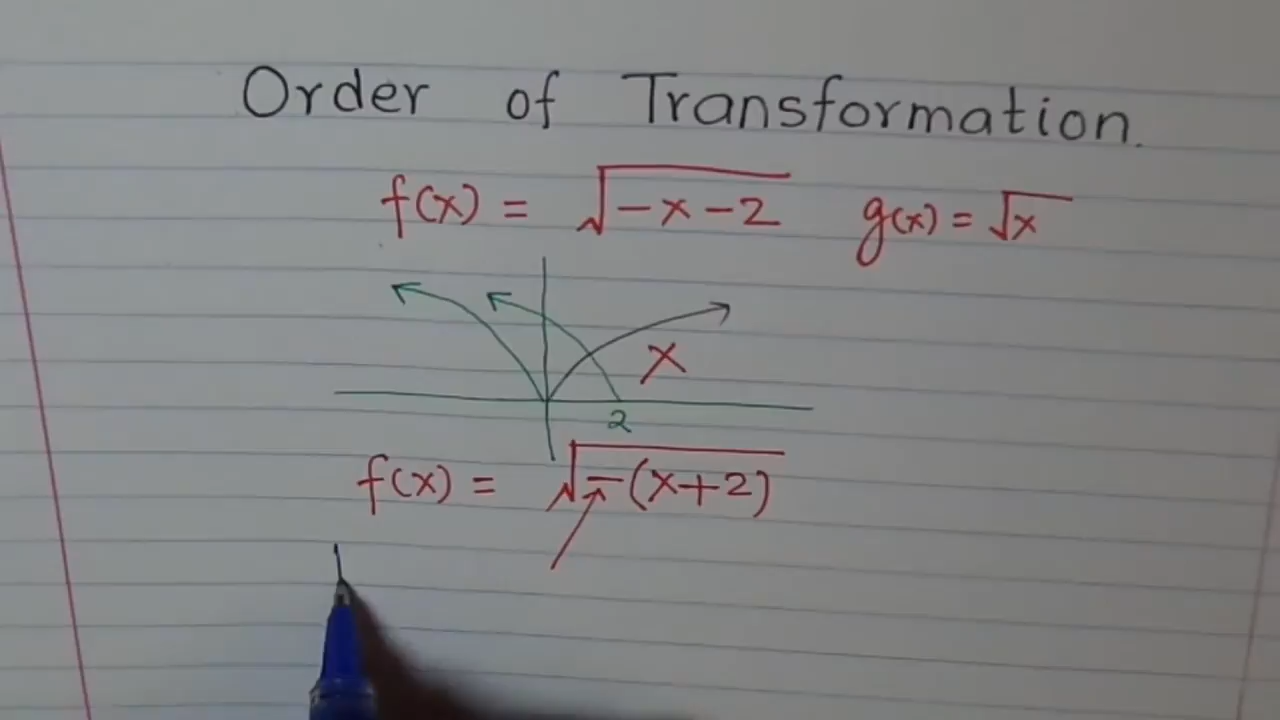 Order of Transformation.
f(x) = √(-x-2) g(x) = √x
X
2
f(x) = √(-(x+2))